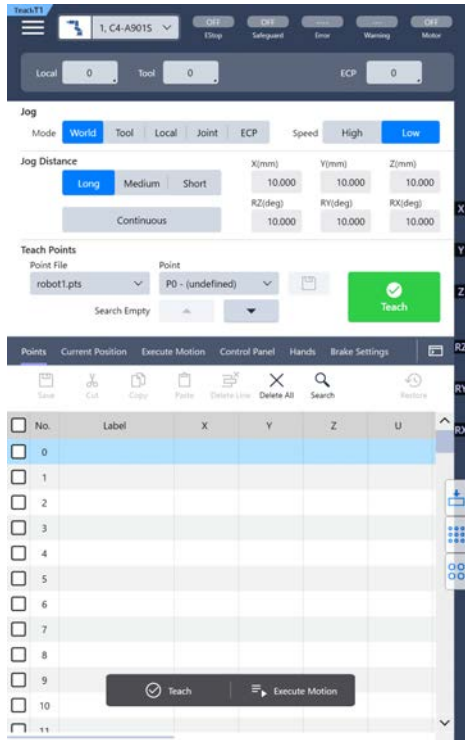 TeachT1
1, C4-A901S
OFF OFF ---- ---- OFF
EStop Safeguard Error Warning Motor
Local 0 Tool 0 ECP 0
Jog
Mode World Tool Local Joint ECP Speed High Low
Jog Distance X(mm) Y(mm) Z(mm)
Long Medium Short 10.000 10.000 10.000
RZ(deg) RY(deg) RX(deg)
Continuous 10.000 10.000 10.000
Teach Points
Point File Point
robot1.pts P0 - (undefined)
Search Empty Teach
Points Current Position Execute Motion Control Panel Hands Brake Settings
Save Cut Copy Paste Delete Line Delete All Search Restore
No. Label X Y Z U
0
1
2
3
4
5
6
7
8
9
Teach Execute Motion
10
11
X
Y
Z
RZ
RY
RX